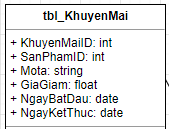 tbl_KhuyenMai
+ KhuyenMaiID: int
+ SanPhamID: int
+ Mota: string
+ GiaGiam: float
+ NgayBatDau: date
+ NgayKetThuc: date